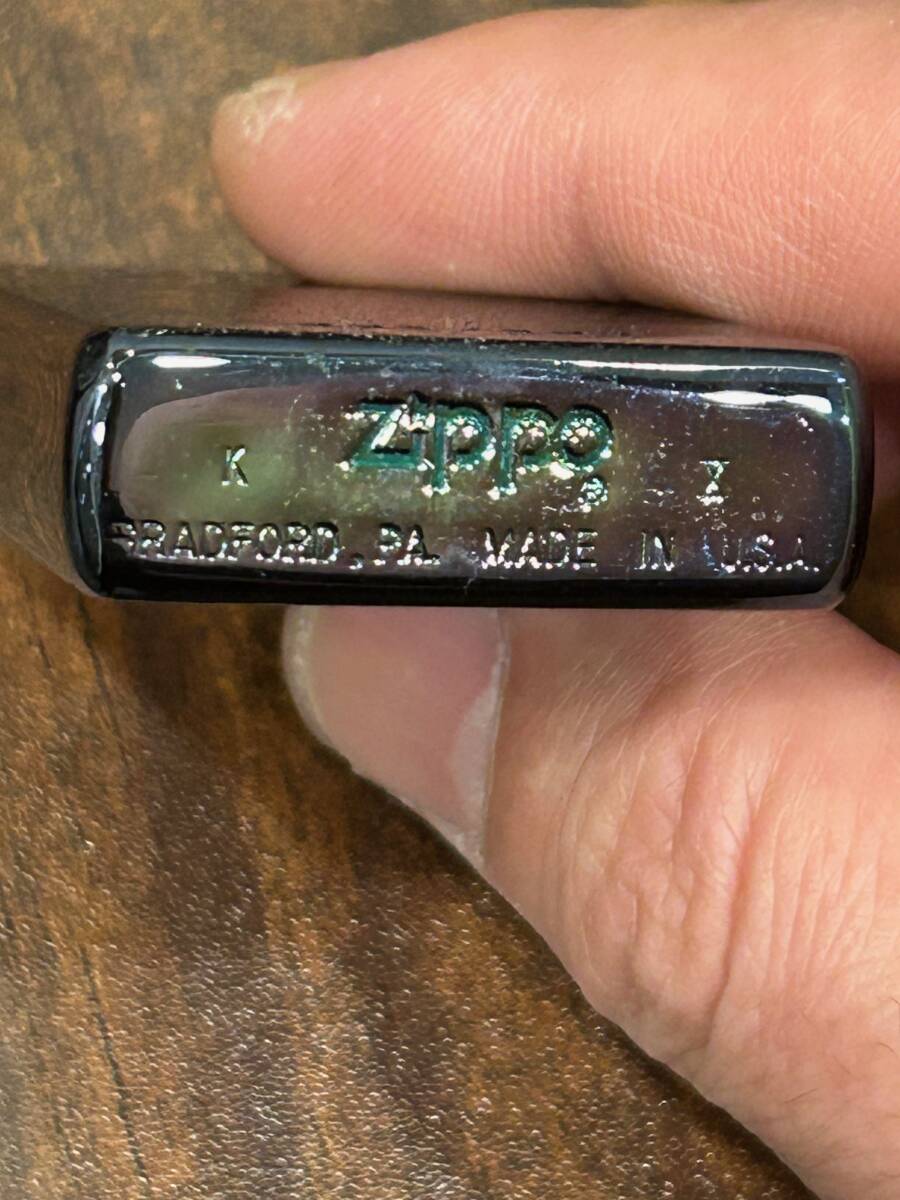 K Zippo® X
BRADFORD, PA. MADE IN U.S.A.